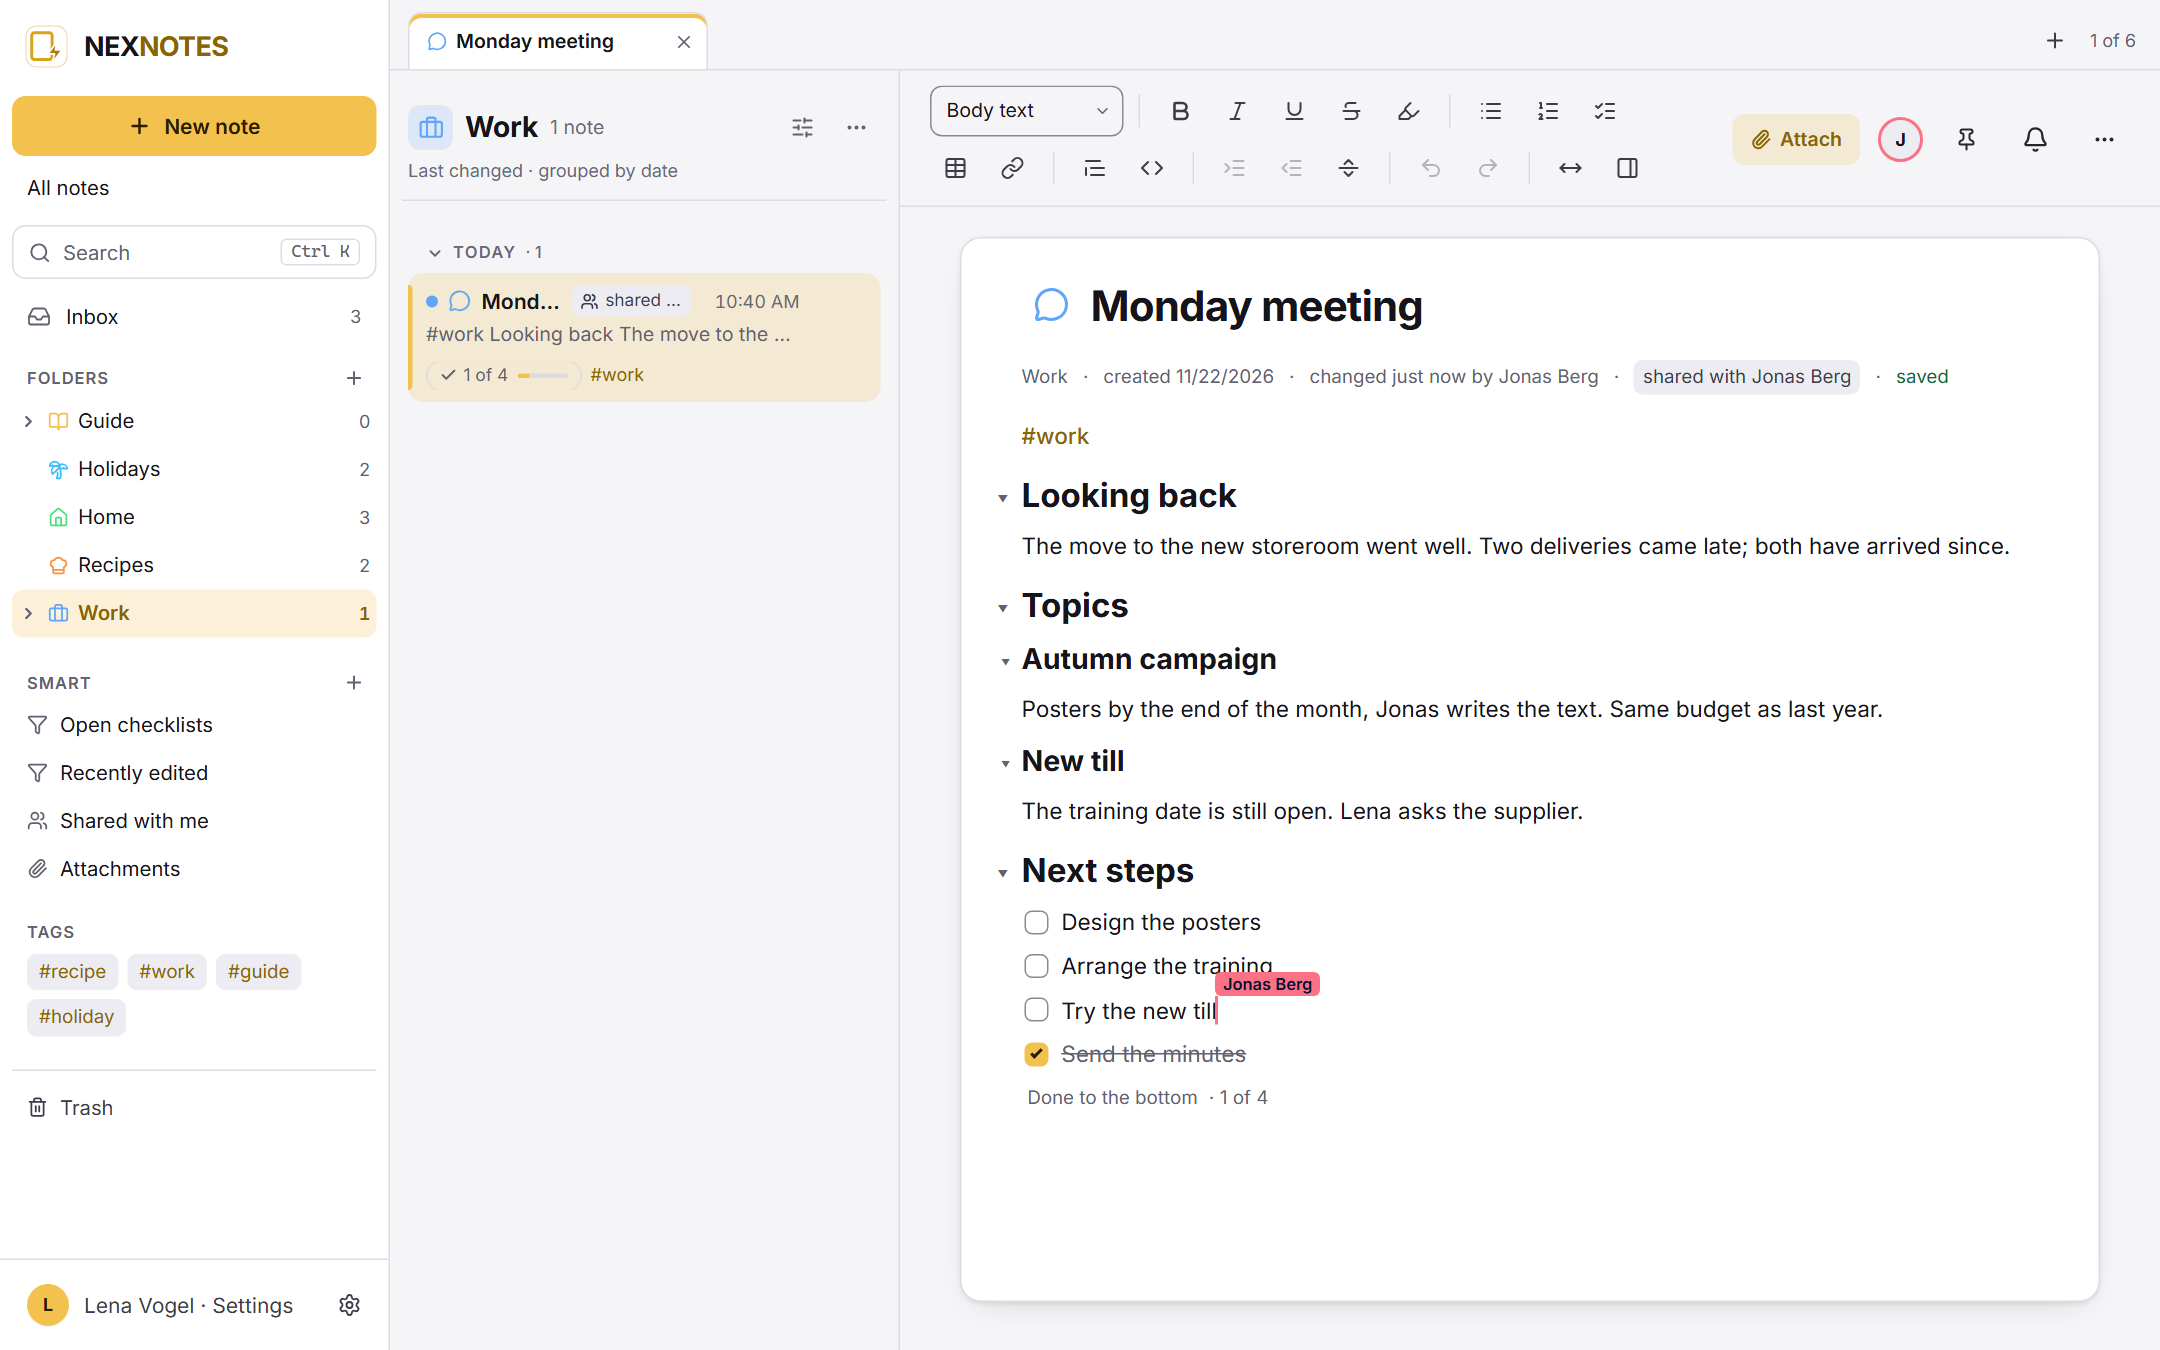 NEXNOTES
New note
All notes
Search Ctrl K
Inbox 3
FOLDERS
Guide 0
Holidays 2
Home 3
Recipes 2
Work 1
SMART
Open checklists
Recently edited
Shared with me
Attachments
TAGS
#recipe #work #guide
#holiday
Trash
L Lena Vogel · Settings
Monday meeting
1 of 6
Work 1 note
Last changed · grouped by date
TODAY · 1
Mond... shared ... 10:40 AM
#work Looking back The move to the ...
1 of 4 #work
Body text
Attach J
Monday meeting
Work · created 11/22/2026 · changed just now by Jonas Berg · shared with Jonas Berg · saved
#work
Looking back
The move to the new storeroom went well. Two deliveries came late; both have arrived since.
Topics
Autumn campaign
Posters by the end of the month, Jonas writes the text. Same budget as last year.
New till
The training date is still open. Lena asks the supplier.
Next steps
Design the posters
Arrange the training
Jonas Berg
Try the new till
Send the minutes
Done to the bottom · 1 of 4